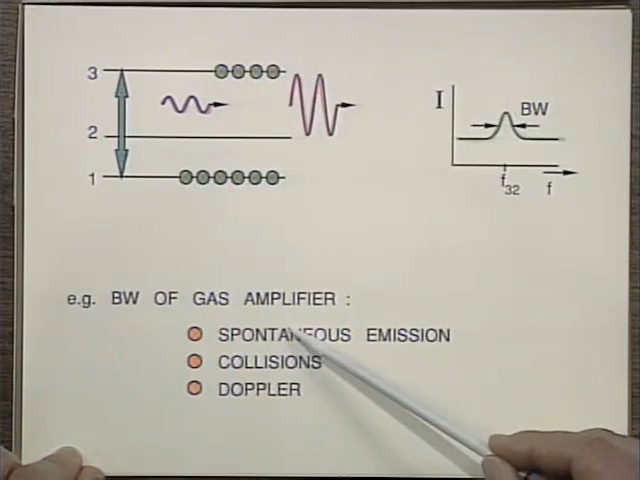 3
2
1
I
BW
f32
f
e.g. BW OF GAS AMPLIFIER :
SPONTANEOUS EMISSION
COLLISIONS
DOPPLER